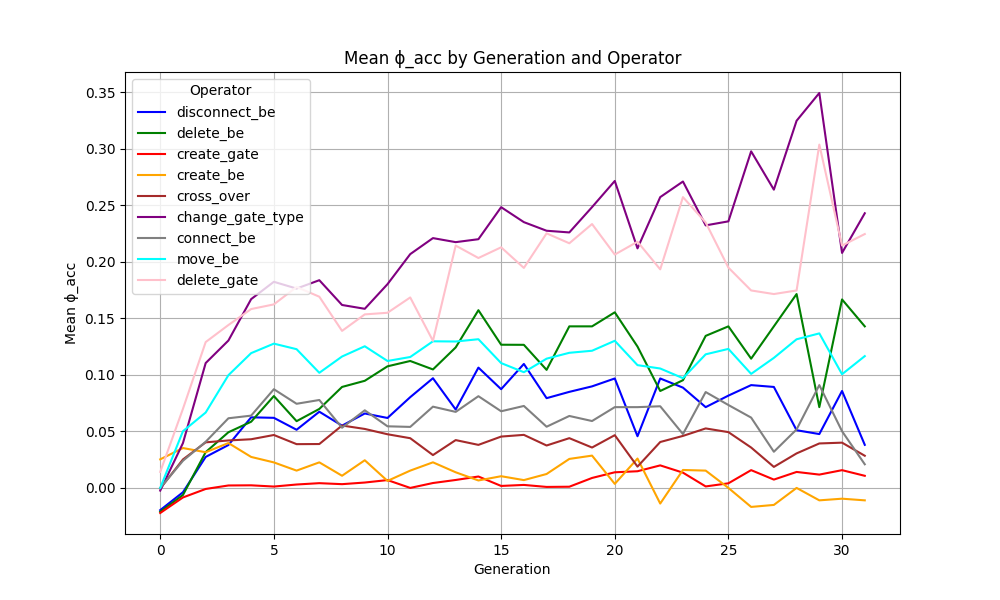 Mean ϕ_acc by Generation and Operator
Mean ϕ_acc
0.35
0.30
0.25
0.20
0.15
0.10
0.05
0.00
Operator
disconnect_be
delete_be
create_gate
create_be
cross_over
change_gate_type
connect_be
move_be
delete_gate
0 5 10 15 20 25 30
Generation